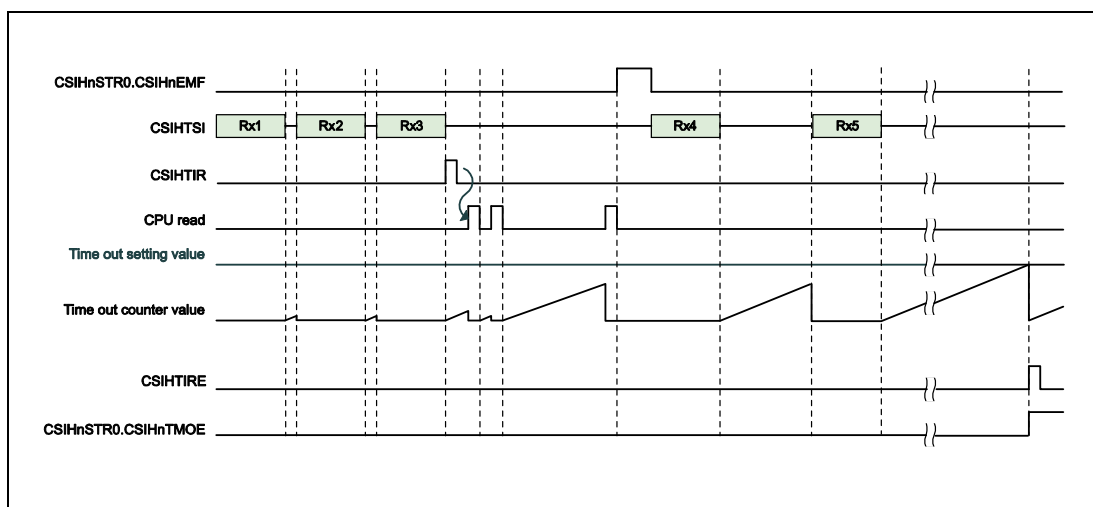 CSIHnSTR0.CSIHnEMF
CSIHTSI
Rx1 Rx2 Rx3 Rx4 Rx5
CSIHTIR
CPU read
Time out setting value
Time out counter value
CSIHTIRE
CSIHnSTR0.CSIHnTMOE